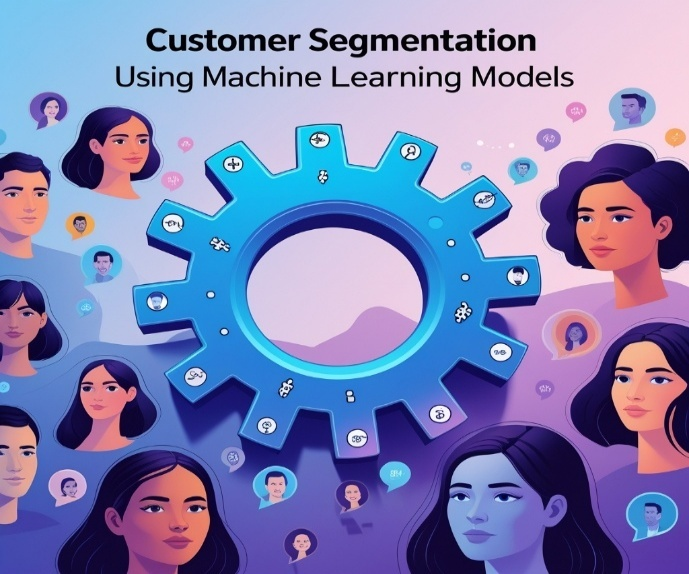 Customer Segmentation
Using Machine Learning Models